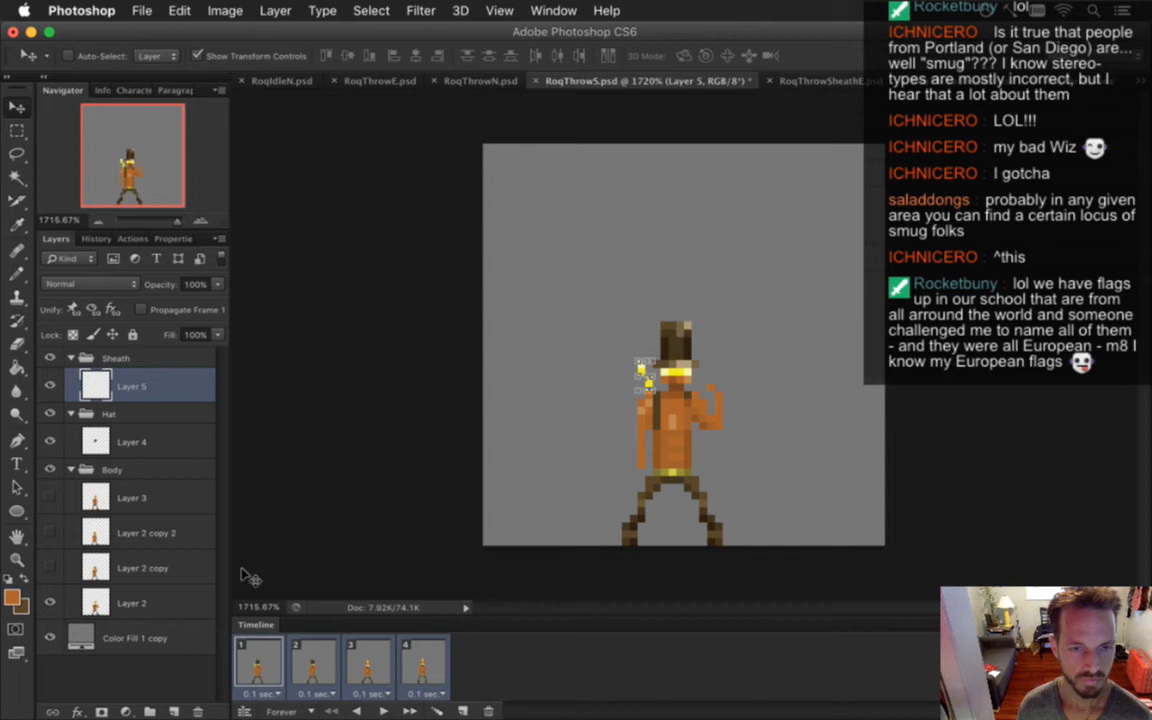 Photoshop File Edit Image Layer Type Select Filter 3D View Window Help
Adobe Photoshop CS6
Auto-Select: Layer Show Transform Controls 3D Mode:
RoqIdleN.psd RoqThrowE.psd RoqThrowN.psd RoqThrowS.psd @ 1720% (Layer 5, RGB/8*) * RoqThrowSheathE.psd
Navigator Info Characte Paragraj
1715.67%
Layers History Actions Propertie
Kind
Normal Opacity: 100%
Unify: Propagate Frame 1
Lock: Fill: 100%
Sheath
Layer 5
Hat
Layer 4
Body
Layer 3
Layer 2 copy 2
Layer 2 copy
Layer 2
Color Fill 1 copy
1715.67% Doc: 7.92K/74.1K
Timeline
1 2 3 4
0.1 sec. 0.1 sec. 0.1 sec. 0.1 sec.
Forever
Rocketbuny : lol
ICHNICERO : Is it true that people
from Portland (or San Diego) are...
well "smug"??? I know stereo-
types are mostly incorrect, but I
hear that a lot about them
ICHNICERO : LOL!!!
ICHNICERO : my bad Wiz
ICHNICERO : I gotcha
saladdongs : probably in any given
area you can find a certain locus of
smug folks
ICHNICERO : ^this
Rocketbuny : lol we have flags
up in our school that are from
all arround the world and someone
challenged me to name all of them
- and they were all European - m8 I
know my European flags